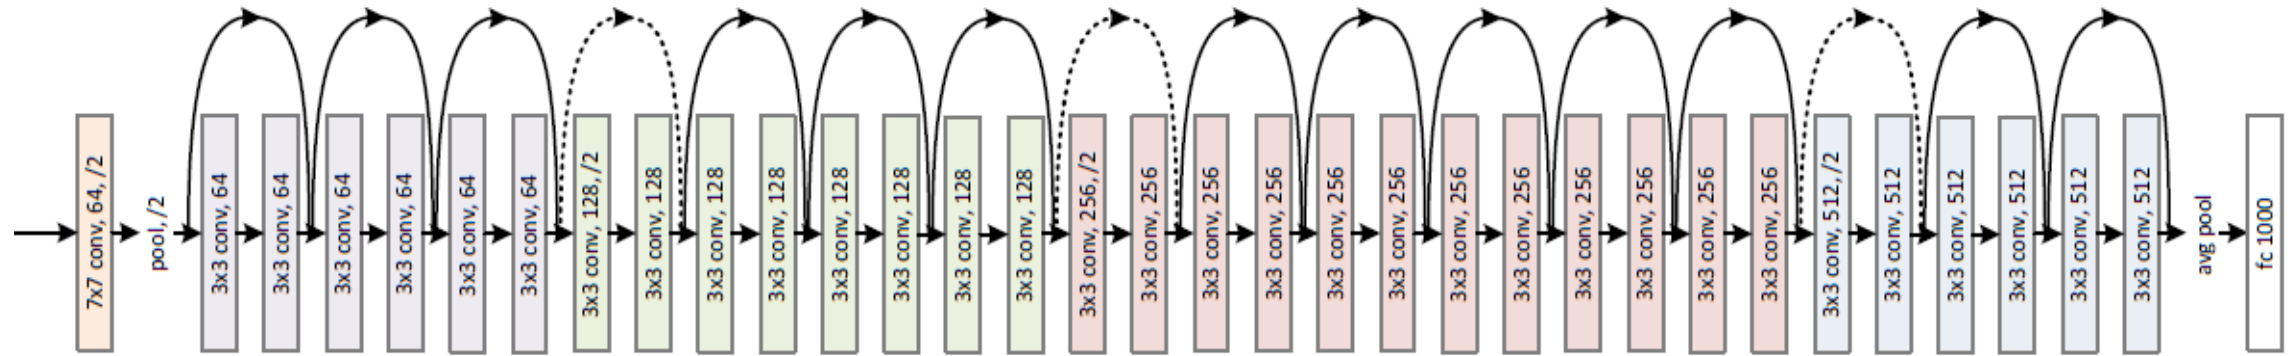 7x7 conv, 64, /2
pool, /2
3x3 conv, 64
3x3 conv, 64
3x3 conv, 64
3x3 conv, 64
3x3 conv, 64
3x3 conv, 64
3x3 conv, 128, /2
3x3 conv, 128
3x3 conv, 128
3x3 conv, 128
3x3 conv, 128
3x3 conv, 128
3x3 conv, 128
3x3 conv, 128
3x3 conv, 256, /2
3x3 conv, 256
3x3 conv, 256
3x3 conv, 256
3x3 conv, 256
3x3 conv, 256
3x3 conv, 256
3x3 conv, 256
3x3 conv, 256
3x3 conv, 256
3x3 conv, 256
3x3 conv, 256
3x3 conv, 512, /2
3x3 conv, 512
3x3 conv, 512
3x3 conv, 512
3x3 conv, 512
3x3 conv, 512
avg pool
fc 1000